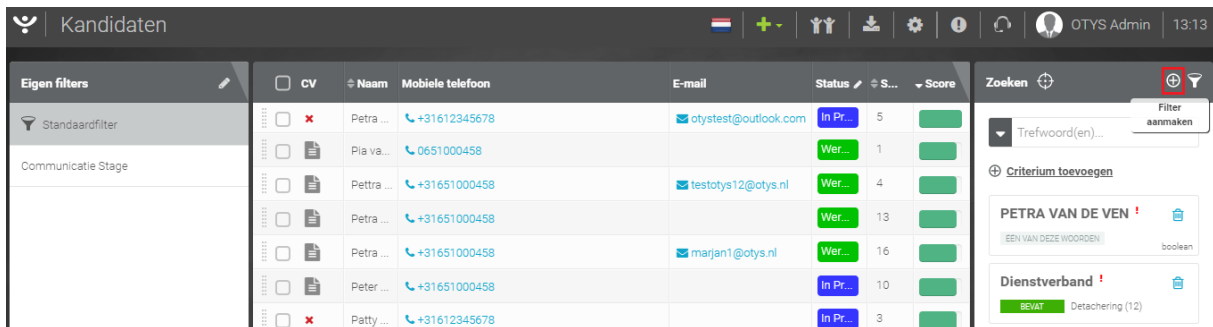 Kandidaten
OTYS Admin
13:13
Eigen filters
CV Naam Mobiele telefoon E-mail Status S... Score
Zoeken
Filter
aanmaken
Standaardfilter
Communicatie Stage
Petra ... +31612345678 otystest@outlook.com In Pr... 5
Pia va... 0651000458 Wer... 1
Pettra ... +31651000458 testotys12@otys.nl Wer... 4
Petra ... +31651000458 Wer... 13
Petra ... +31651000458 marjan1@otys.nl Wer... 16
Peter ... +31651000458 In Pr... 10
Patty ... +31612345678 In Pr... 3
Trefwoord(en)...
Criterium toevoegen
PETRA VAN DE VEN !
EEN VAN DEZE WOORDEN
boolean
Dienstverband !
BEVAT Detachering (12)